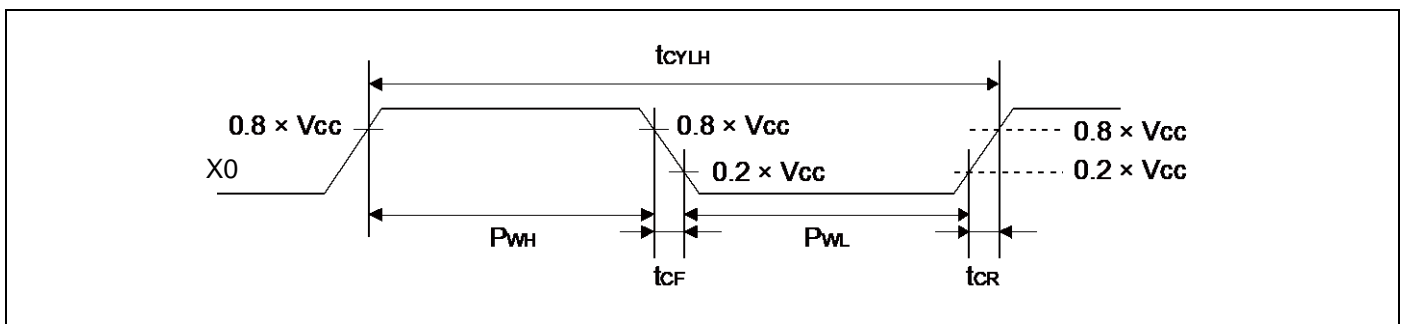 tCYLH
0.8 × Vcc
0.8 × Vcc
0.8 × Vcc
X0
0.2 × Vcc
0.2 × Vcc
PWH
PWL
tCF
tCR